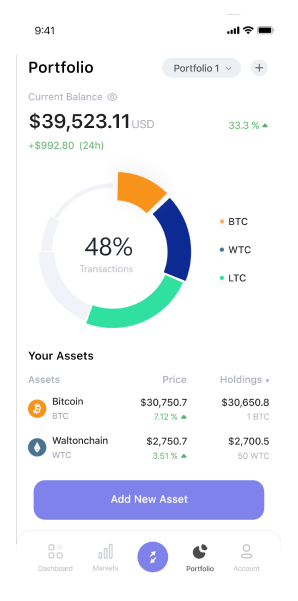 9:41
Portfolio
Portfolio 1
Current Balance
$39,523.11 USD
33.3 %
+$992.80 (24h)
48%
Transactions
BTC
WTC
LTC
Your Assets
Assets Price Holdings
Bitcoin $30,750.7 $30,650.8
BTC 7.12 % 1 BTC
Waltonchain $2,750.7 $2,700.5
WTC 3.51 % 50 WTC
Add New Asset
Dashboard Markets Portfolio Account